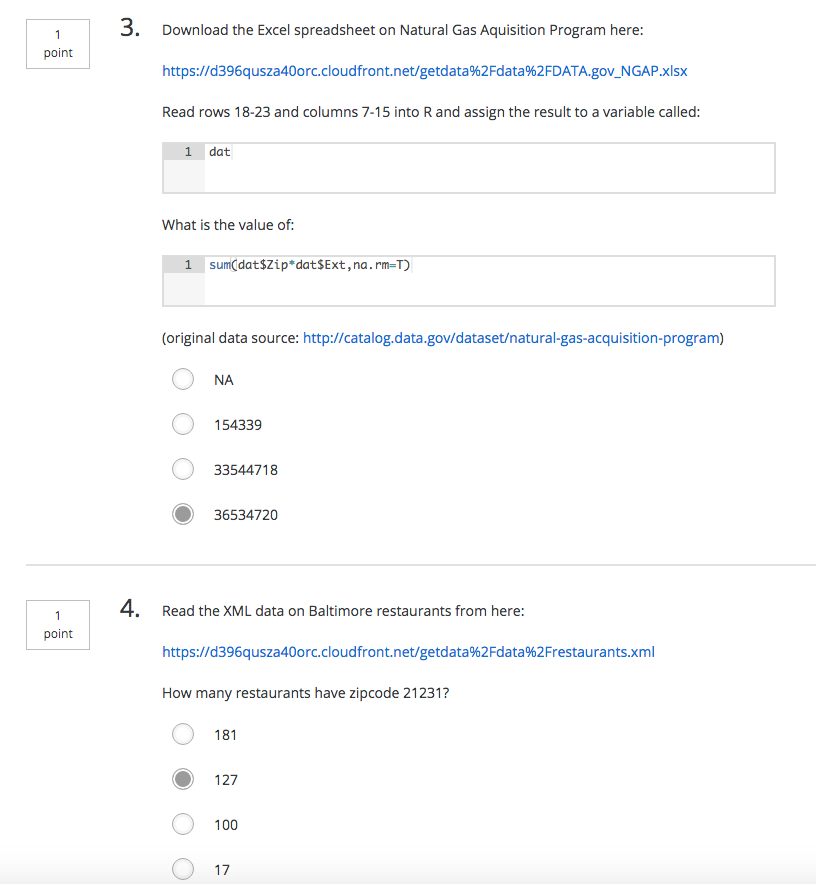 1
point
3. Download the Excel spreadsheet on Natural Gas Aquisition Program here:
https://d396qusza40orc.cloudfront.net/getdata%2Fdata%2FDATA.gov_NGAP.xlsx
Read rows 18-23 and columns 7-15 into R and assign the result to a variable called:
1 dat
What is the value of:
1 sum(dat$Zip*dat$Ext,na.rm=T)
(original data source: http://catalog.data.gov/dataset/natural-gas-acquisition-program)
NA
154339
33544718
36534720
1
point
4. Read the XML data on Baltimore restaurants from here:
https://d396qusza40orc.cloudfront.net/getdata%2Fdata%2Frestaurants.xml
How many restaurants have zipcode 21231?
181
127
100
17